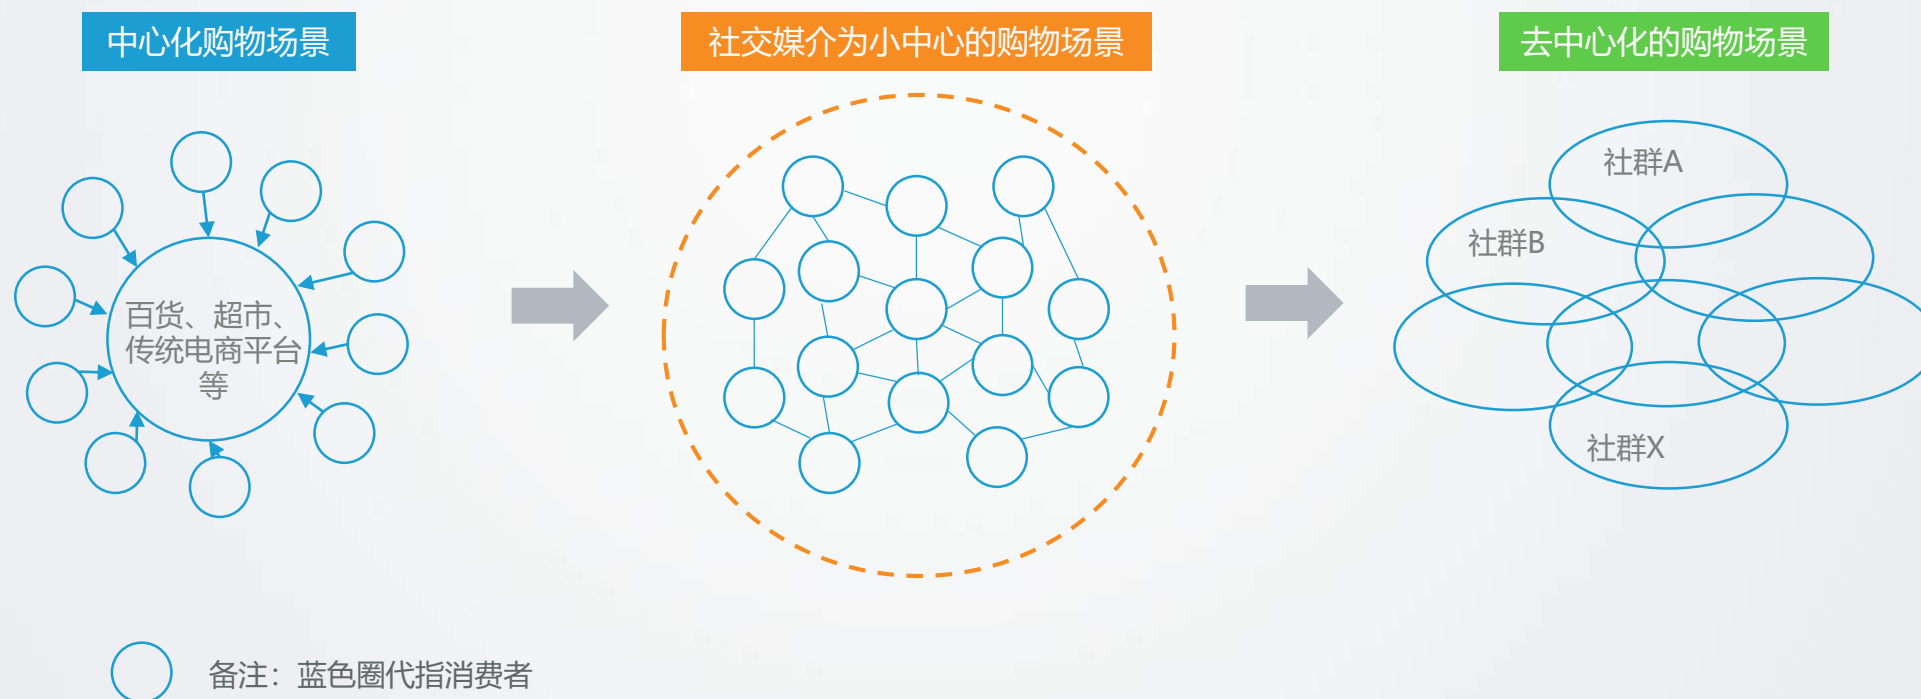 中心化购物场景
社交媒介为小中心的购物场景
去中心化的购物场景
百货、超市、
传统电商平台
等
社群A
社群B
社群X
备注：蓝色圈代指消费者